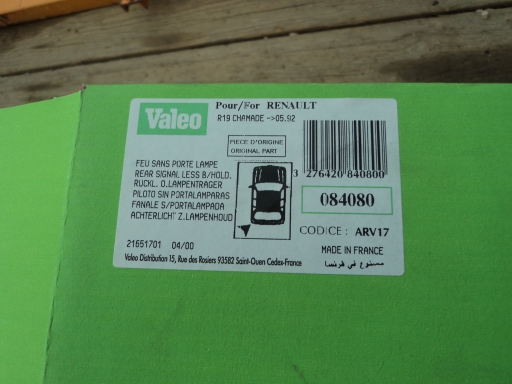 Valeo
Pour/For RENAULT
R19 CHAMADE ->05.92
PIECE D'ORIGINE
ORIGINAL PART
FEU SANS PORTE LAMPE
REAR SIGNAL LESS B/HOLD.
RUCKL. O.LAMPENTRAGER
PILOTO SIN PORTALAMPARAS
FANALE S/PORTALAMPADA
ACHTERLICHT Z.LAMPENHOUD
3 276420 840800
084080
CODICE: ARV17
21651701 04/00
MADE IN FRANCE
Valeo Distribution 15, Rue des Rosiers 93582 Saint-Ouen Cedex-France
مصنوع في فرنسا